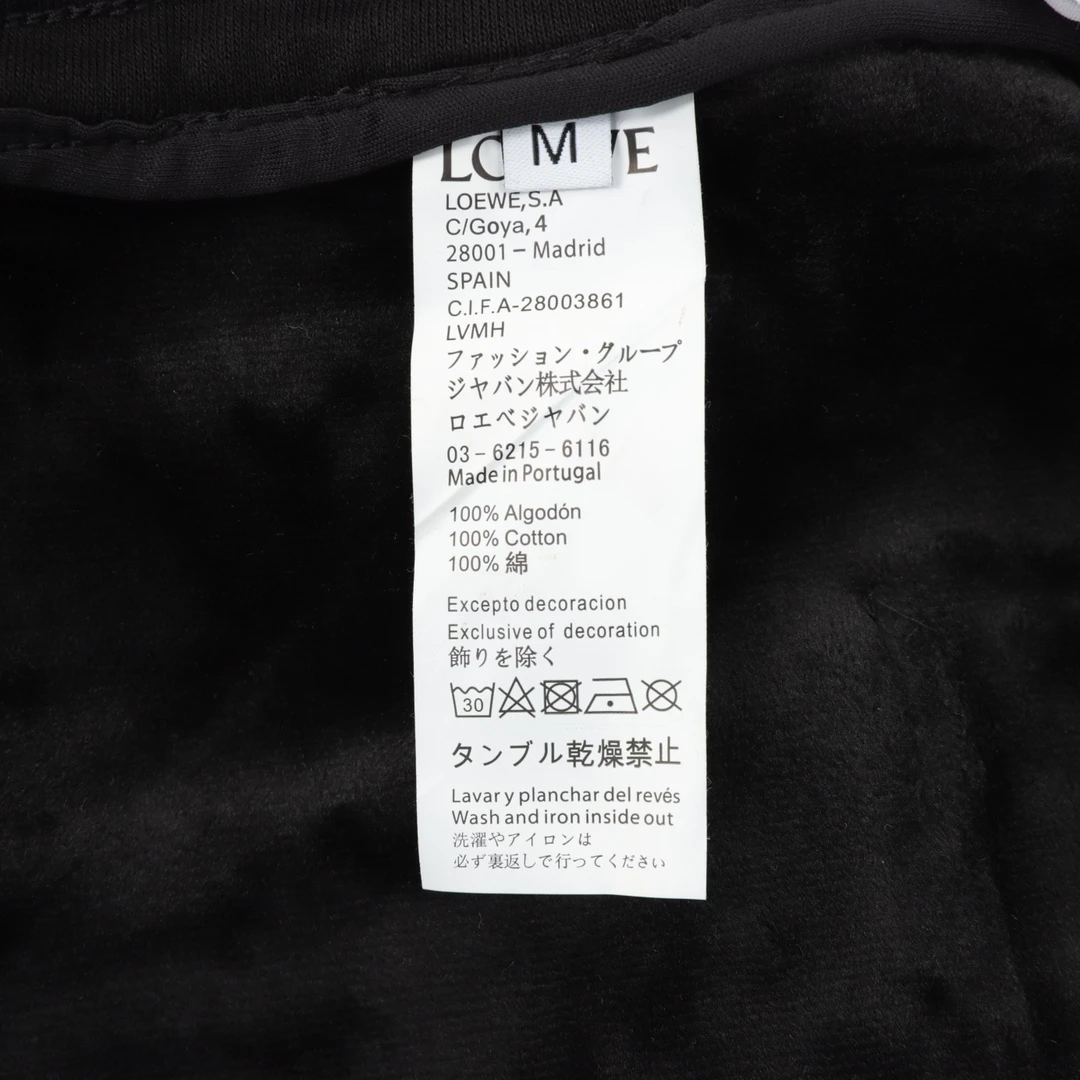 M
LOEWE,S.A
C/Goya,4
28001 – Madrid
SPAIN
C.I.F.A-28003861
LVMH
ファッション・グループ
ジャバン株式会社
ロエベジャバン
03 – 6215 – 6116
Made in Portugal
100% Algodón
100% Cotton
100% 綿
Excepto decoracion
Exclusive of decoration
飾りを除く
30
タンブル乾燥禁止
Lavar y planchar del revés
Wash and iron inside out
洗濯やアイロンは
必ず裏返しで行ってください